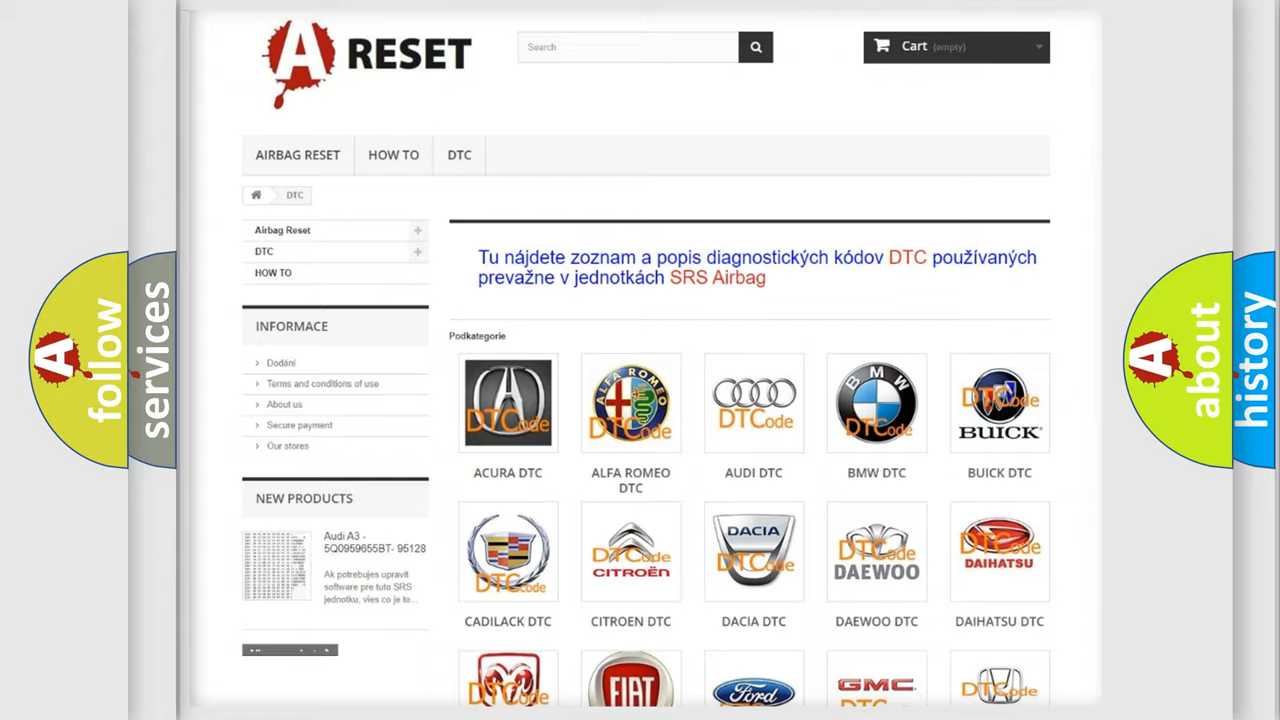 A RESET
Search
Cart (empty)
AIRBAG RESET
HOW TO
DTC
DTC
Airbag Reset
DTC
HOW TO
INFORMACE
Dodání
Terms and conditions of use
About us
Secure payment
Our stores
NEW PRODUCTS
Audi A3 -
5Q0959655BT- 95128
Ak potrebujes upravit
software pre tuto SRS
jednotku, vies co je to...
Tu nájdete zoznam a popis diagnostických kódov DTC používaných
prevažne v jednotkách SRS Airbag
Podkategorie
DTCode
ALFA ROMEO
DTCode
DTCode
BMW
DTCode
DTCode
BUICK
ACURA DTC
ALFA ROMEO
DTC
AUDI DTC
BMW DTC
BUICK DTC
DTCode
DTCode
CITROËN
DACIA
DTCode
DTCode
DAEWOO
DTCode
DAIHATSU
CADILACK DTC
CITROEN DTC
DACIA DTC
DAEWOO DTC
DAIHATSU DTC
DTCode
FIAT
Ford
DTCode
GMC
DTCode
DTCode
A follow
services
A about
history